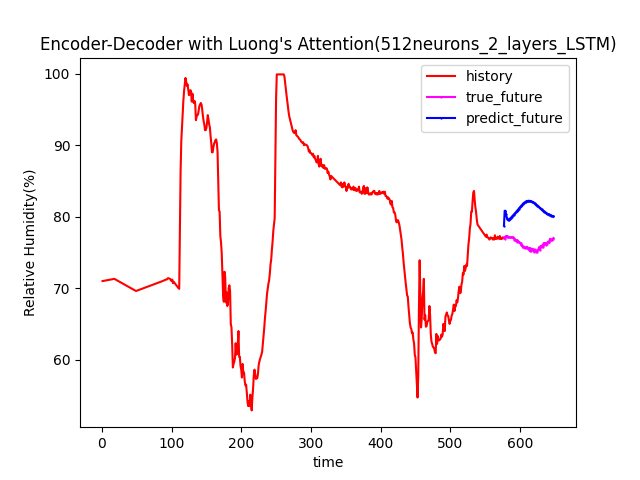 Encoder-Decoder with Luong's Attention(512neurons_2_layers_LSTM)
history
true_future
predict_future
Relative Humidity(%)
100
90
80
70
60
0 100 200 300 400 500 600
time